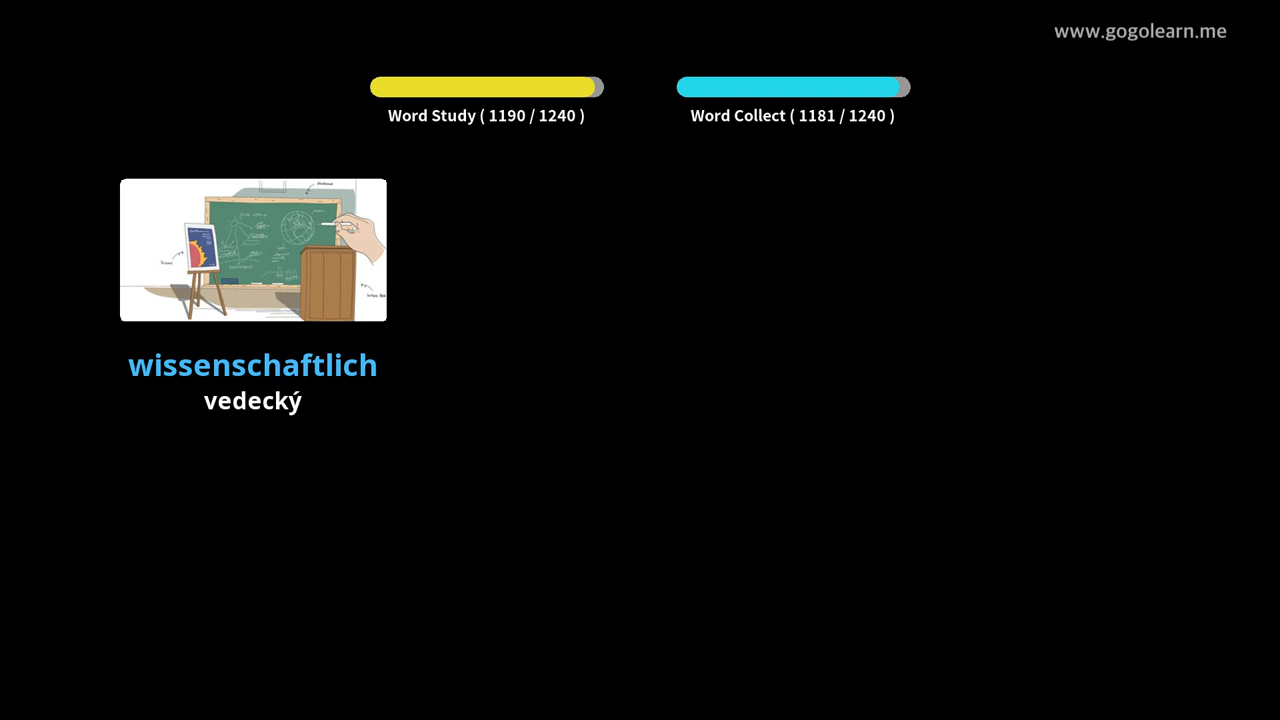 www.gogolearn.me
Word Study ( 1190 / 1240 )
Word Collect ( 1181 / 1240 )
wissenschaftlich
vedecký